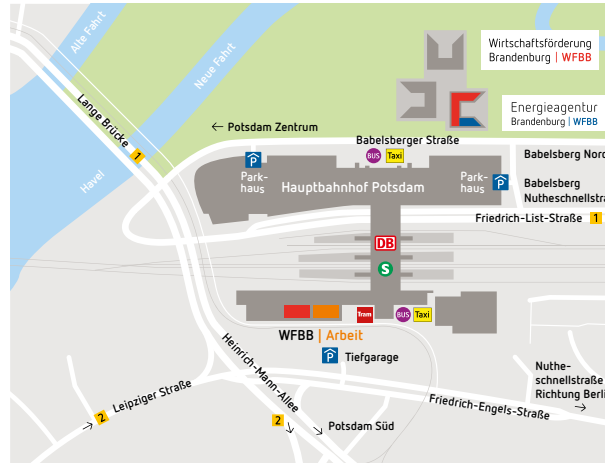 Alte Fahrt
Neue Fahrt
Wirtschaftsförderung
Brandenburg | WFBB
Energieagentur
Brandenburg | WFBB
Lange Brücke
1
Havel
← Potsdam Zentrum
Babelsberger Straße
BUS Taxi
P
Park-
haus
Hauptbahnhof Potsdam
Park-
haus
P
Babelsberg Nord
Babelsberg
Nutheschnellstra
Friedrich-List-Straße 1
DB
S
Tram
BUS Taxi
WFBB | Arbeit
P Tiefgarage
Heinrich-Mann-Allee
2 Leipziger Straße
2
Potsdam Süd
Friedrich-Engels-Straße
Nuthe-
schnellstraße
Richtung Berli